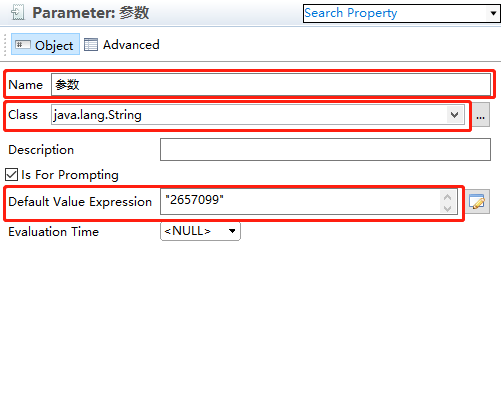 Parameter: 参数
Search Property
Object
Advanced
Name 参数
Class java.lang.String ...
Description
Is For Prompting
Default Value Expression "2657099"
Evaluation Time <NULL>